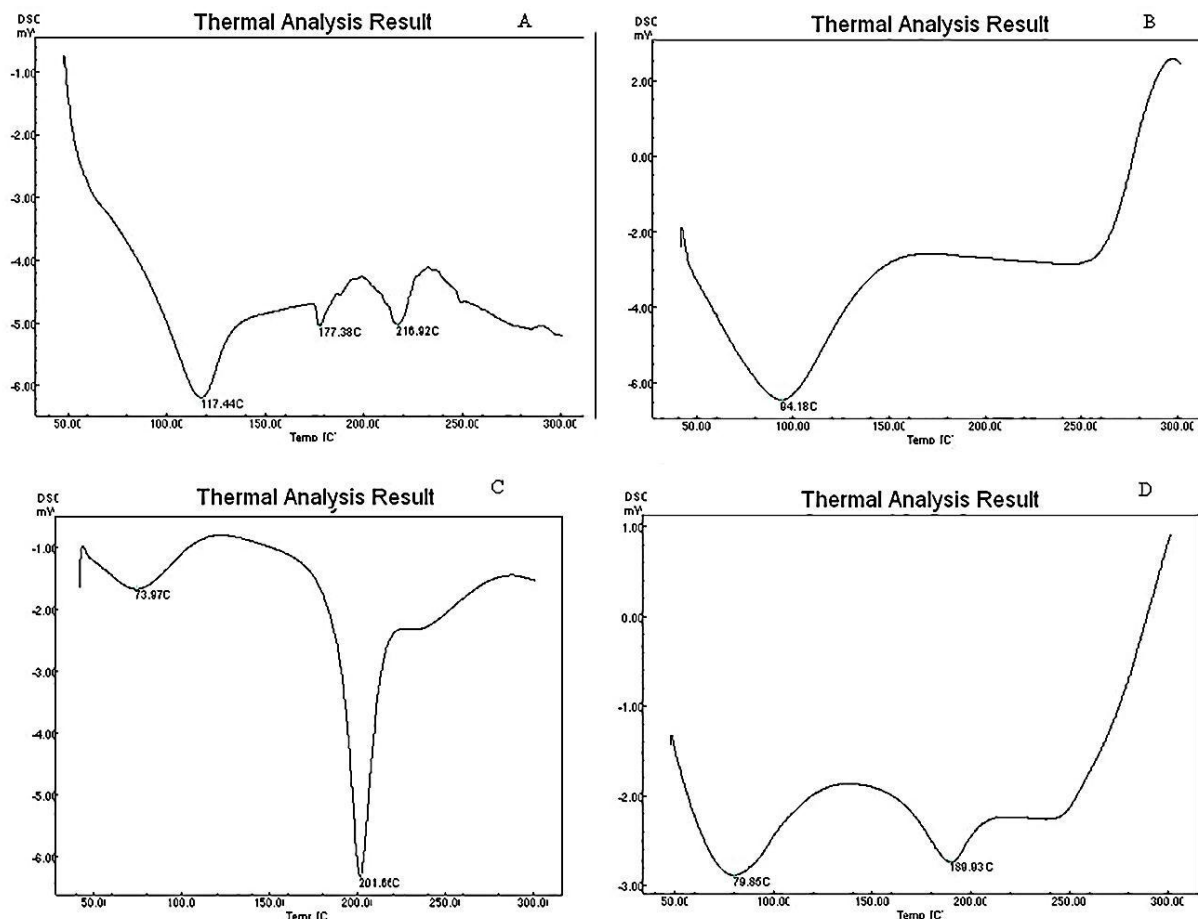 DSC
mV
Thermal Analysis Result
A
-1.00
-2.00
-3.00
-4.00
-5.00
-6.00
177.38C
216.92C
117.44C
50.00
100.00
150.00
200.00
250.00
300.00
Temp [C]
DSC
mV
Thermal Analysis Result
B
2.00
0.00
-2.00
-4.00
-6.00
94.18C
50.00
100.00
150.00
200.00
250.00
300.00
Temp [C]
DSC
mV
Thermal Analysis Result
C
-1.00
-2.00
-3.00
-4.00
-5.00
-6.00
73.97C
201.66C
50.00
100.00
150.00
200.00
250.00
300.00
Temp [C]
DSC
mV
Thermal Analysis Result
D
1.00
0.00
-1.00
-2.00
-3.00
79.85C
189.93C
50.00
100.00
150.00
200.00
250.00
300.00
Temp [C]